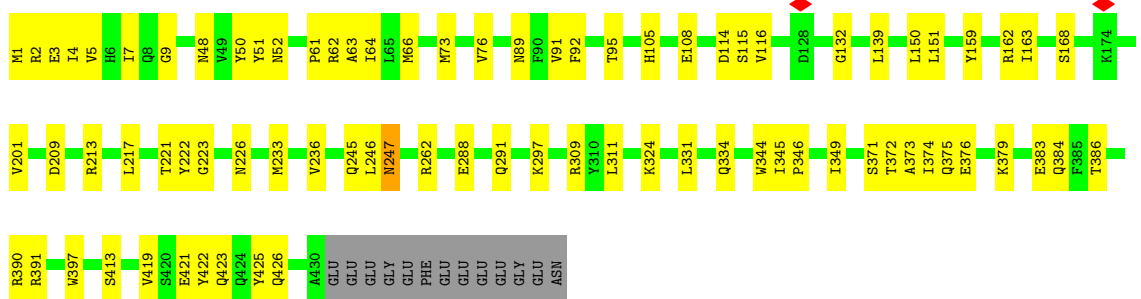 M1 R2 E3 I4 V5 H6 I7 Q8 G9 N48 V49 Y50 Y51 N52 P61 R62 A63 I64 L65 M66 M73 V76 N89 F90 V91 F92 T95 H105 E108 D114 S115 V116 D128 G132 L139 L150 L151 Y159 R162 I163 S168 K174
V201 D209 R213 L217 T221 Y222 G223 N226 M233 V236 Q245 L246 N247 R262 E288 Q291 K297 R309 Y310 L311 K324 L331 Q334 W344 I345 P346 I349 S371 T372 A373 I374 Q375 E376 K379 E383 Q384 F385 T386
R390 R391 W397 S413 V419 S420 E421 Y422 Q423 Q424 Y425 Q426 A430 GLU GLU GLU GLY GLU PHE GLU GLU GLU GLU GLY GLU ASN